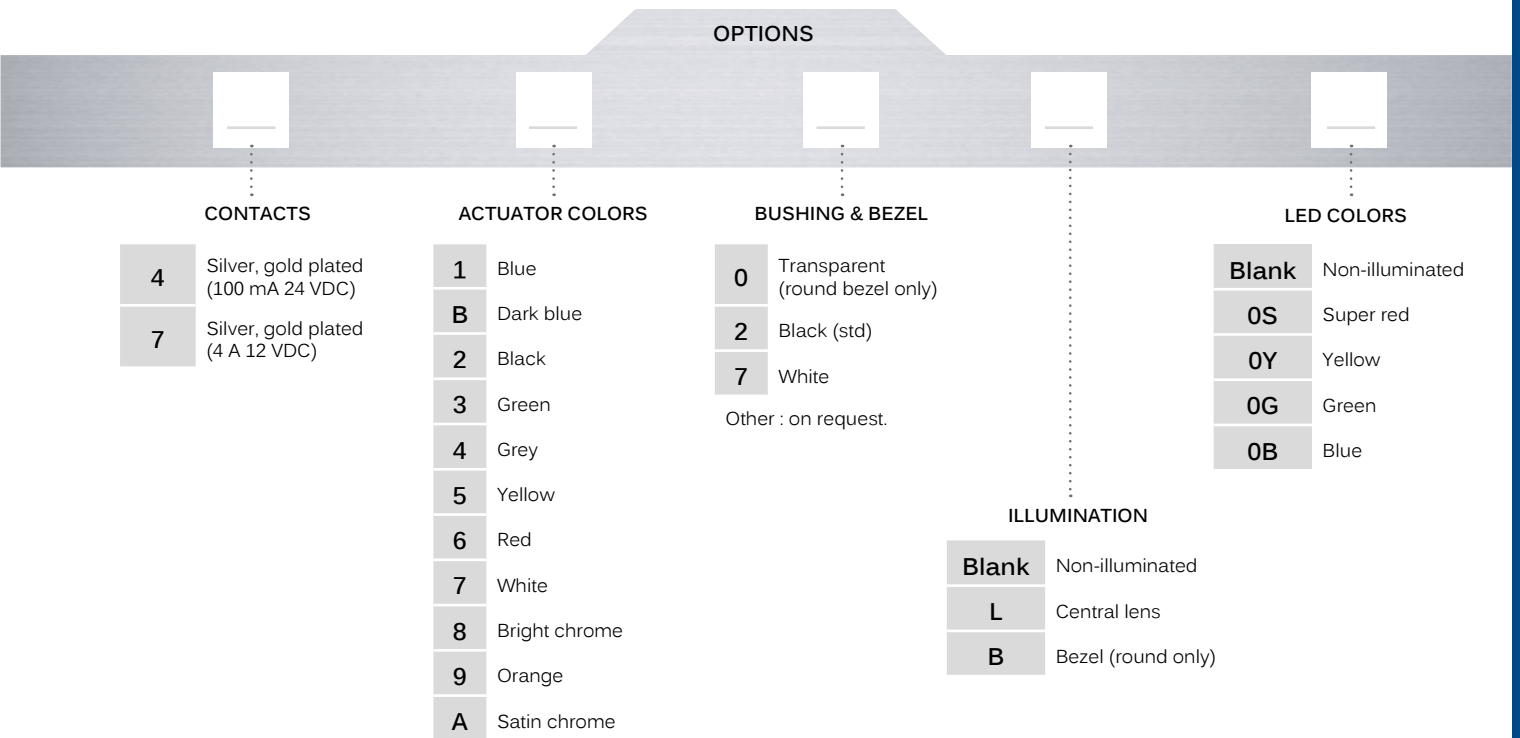 OPTIONS
CONTACTS
4 Silver, gold plated
(100 mA 24 VDC)
7 Silver, gold plated
(4 A 12 VDC)
ACTUATOR COLORS
1 Blue
B Dark blue
2 Black
3 Green
4 Grey
5 Yellow
6 Red
7 White
8 Bright chrome
9 Orange
A Satin chrome
BUSHING & BEZEL
0 Transparent
(round bezel only)
2 Black (std)
7 White
Other : on request.
ILLUMINATION
Blank Non-illuminated
L Central lens
B Bezel (round only)
LED COLORS
Blank Non-illuminated
0S Super red
0Y Yellow
0G Green
0B Blue